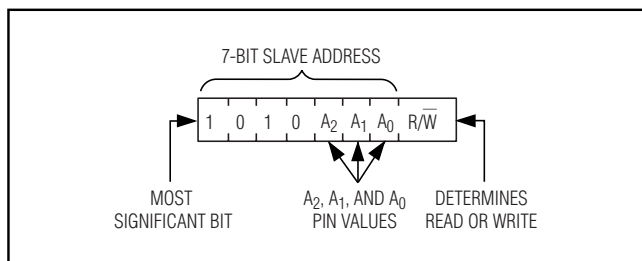 7-BIT SLAVE ADDRESS
1 0 1 0 A2 A1 A0 R/W̅
MOST
SIGNIFICANT BIT
A2, A1, AND A0
PIN VALUES
DETERMINES
READ OR WRITE